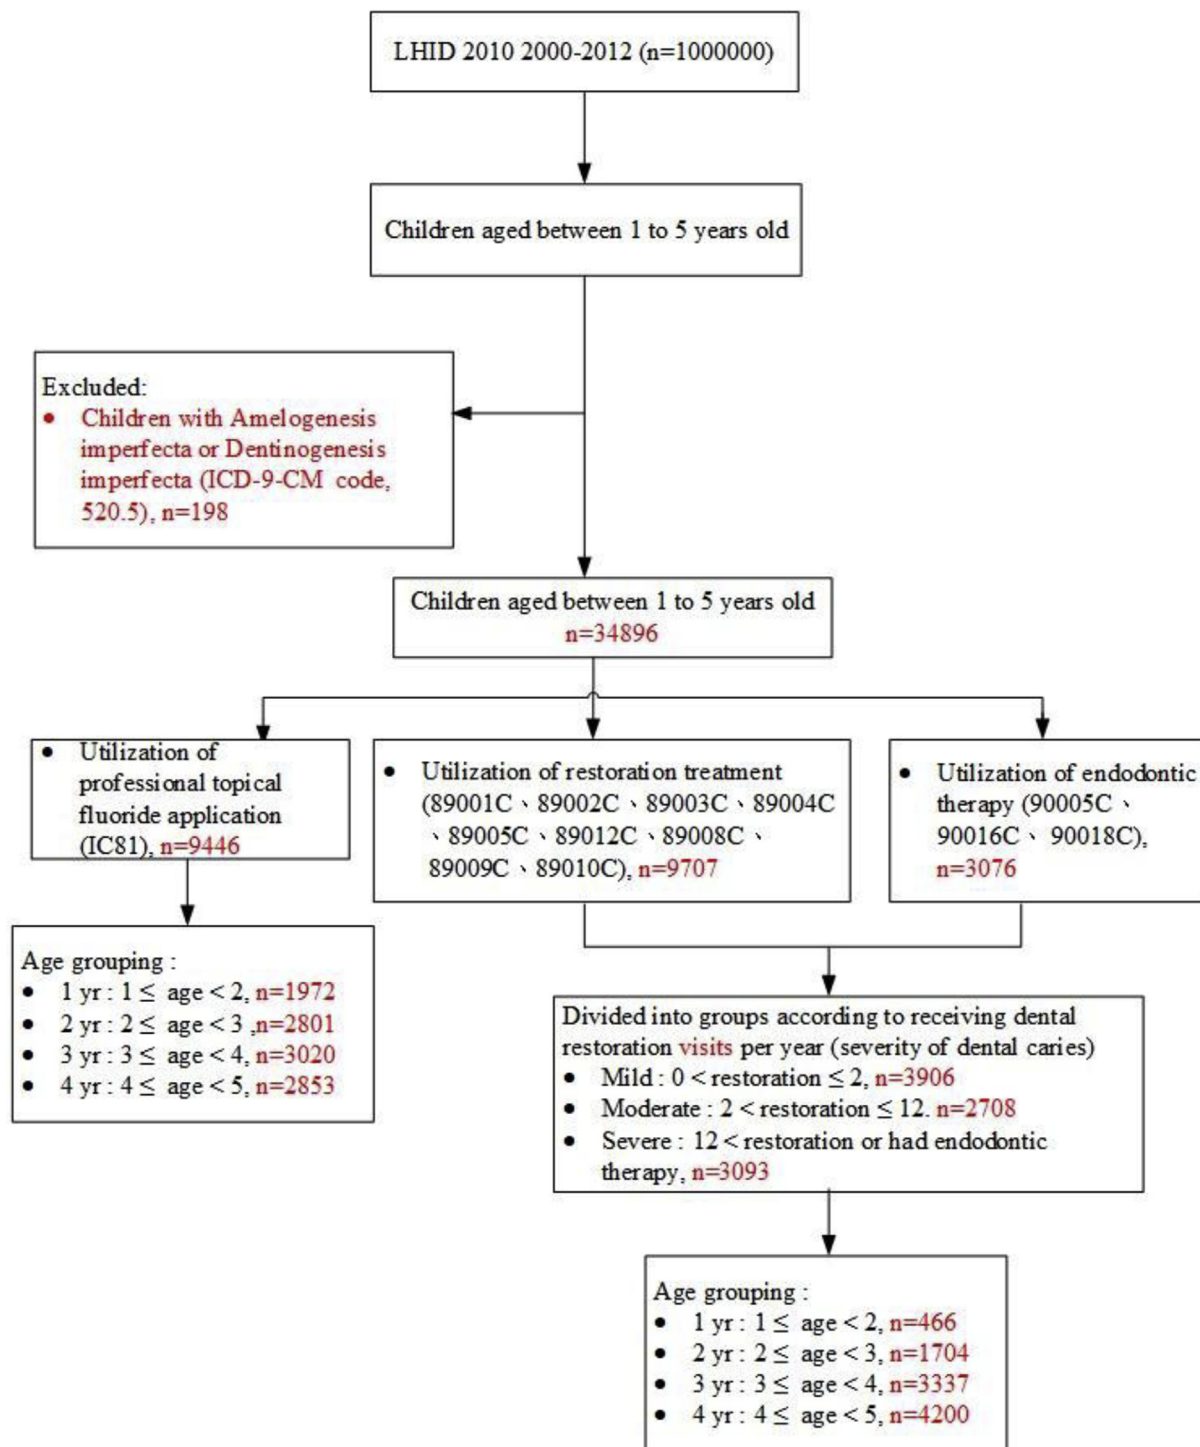 LHID 2010 2000-2012 (n=1000000)
Children aged between 1 to 5 years old
Excluded:
• Children with Amelogenesis
imperfecta or Dentinogenesis
imperfecta (ICD-9-CM code,
520.5), n=198
Children aged between 1 to 5 years old
n=34896
• Utilization of
professional topical
fluoride application
(IC81), n=9446
• Utilization of restoration treatment
(89001C、89002C、89003C、89004C
、89005C、89012C、89008C、
89009C、89010C), n=9707
• Utilization of endodontic
therapy (90005C、
90016C、90018C),
n=3076
Age grouping :
• 1 yr : 1 ≤ age < 2, n=1972
• 2 yr : 2 ≤ age < 3 ,n=2801
• 3 yr : 3 ≤ age < 4, n=3020
• 4 yr : 4 ≤ age < 5, n=2853
Divided into groups according to receiving dental
restoration visits per year (severity of dental caries)
• Mild : 0 < restoration ≤ 2, n=3906
• Moderate : 2 < restoration ≤ 12. n=2708
• Severe : 12 < restoration or had endodontic
therapy, n=3093
Age grouping :
• 1 yr : 1 ≤ age < 2, n=466
• 2 yr : 2 ≤ age < 3, n=1704
• 3 yr : 3 ≤ age < 4, n=3337
• 4 yr : 4 ≤ age < 5, n=4200